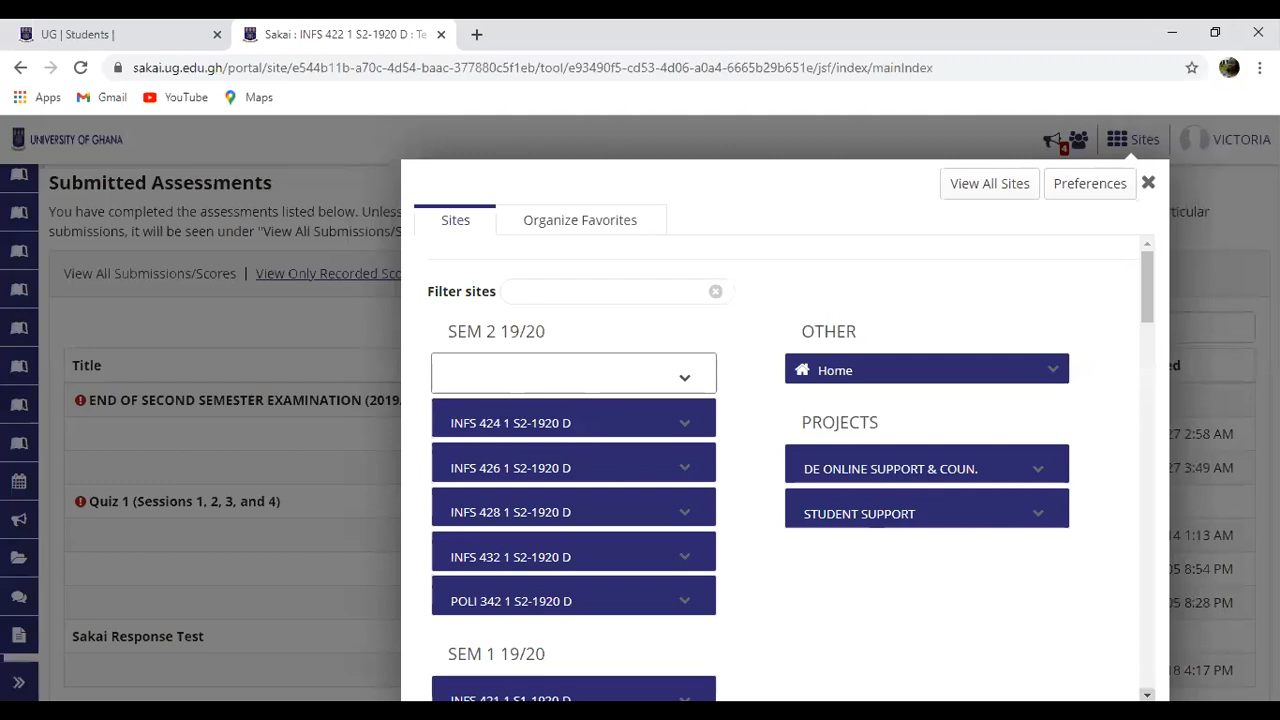 UG | Students |
Sakai : INFS 422 1 S2-1920 D : Te
sakai.ug.edu.gh/portal/site/e544b11b-a70c-4d54-baac-377880c5f1eb/tool/e93490f5-cd53-4d06-a0a4-6665b29b651e/jsf/index/mainIndex
Apps Gmail YouTube Maps
UNIVERSITY OF GHANA
4
Sites
VICTORIA
Submitted Assessments
You have completed the assessments listed below. Unles
submissions, it will be seen under "View All Submissions/S
View All Submissions/Scores | View Only Recorded Sco
Title
END OF SECOND SEMESTER EXAMINATION (2019
Quiz 1 (Sessions 1, 2, 3, and 4)
Sakai Response Test
View All Sites
Preferences
Sites
Organize Favorites
Filter sites
SEM 2 19/20
INFS 424 1 S2-1920 D
INFS 426 1 S2-1920 D
INFS 428 1 S2-1920 D
INFS 432 1 S2-1920 D
POLI 342 1 S2-1920 D
SEM 1 19/20
INFS 421 1 S1-1920 D
OTHER
Home
PROJECTS
DE ONLINE SUPPORT & COUN.
STUDENT SUPPORT
ticular
ed
27 2:58 AM
27 3:49 AM
14 1:13 AM
05 8:54 PM
05 8:28 PM
18 4:17 PM